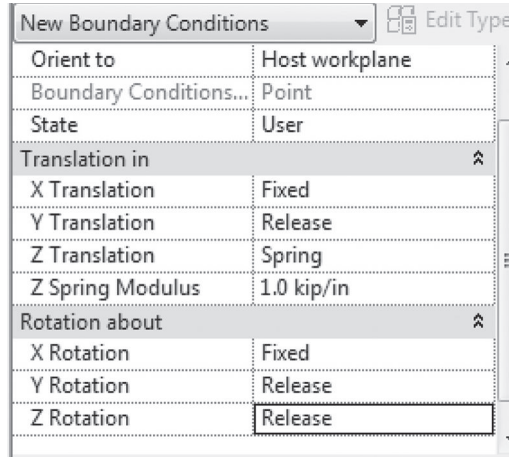 New Boundary Conditions Edit Type
Orient to Host workplane
Boundary Conditions... Point
State User
Translation in
X Translation Fixed
Y Translation Release
Z Translation Spring
Z Spring Modulus 1.0 kip/in
Rotation about
X Rotation Fixed
Y Rotation Release
Z Rotation Release